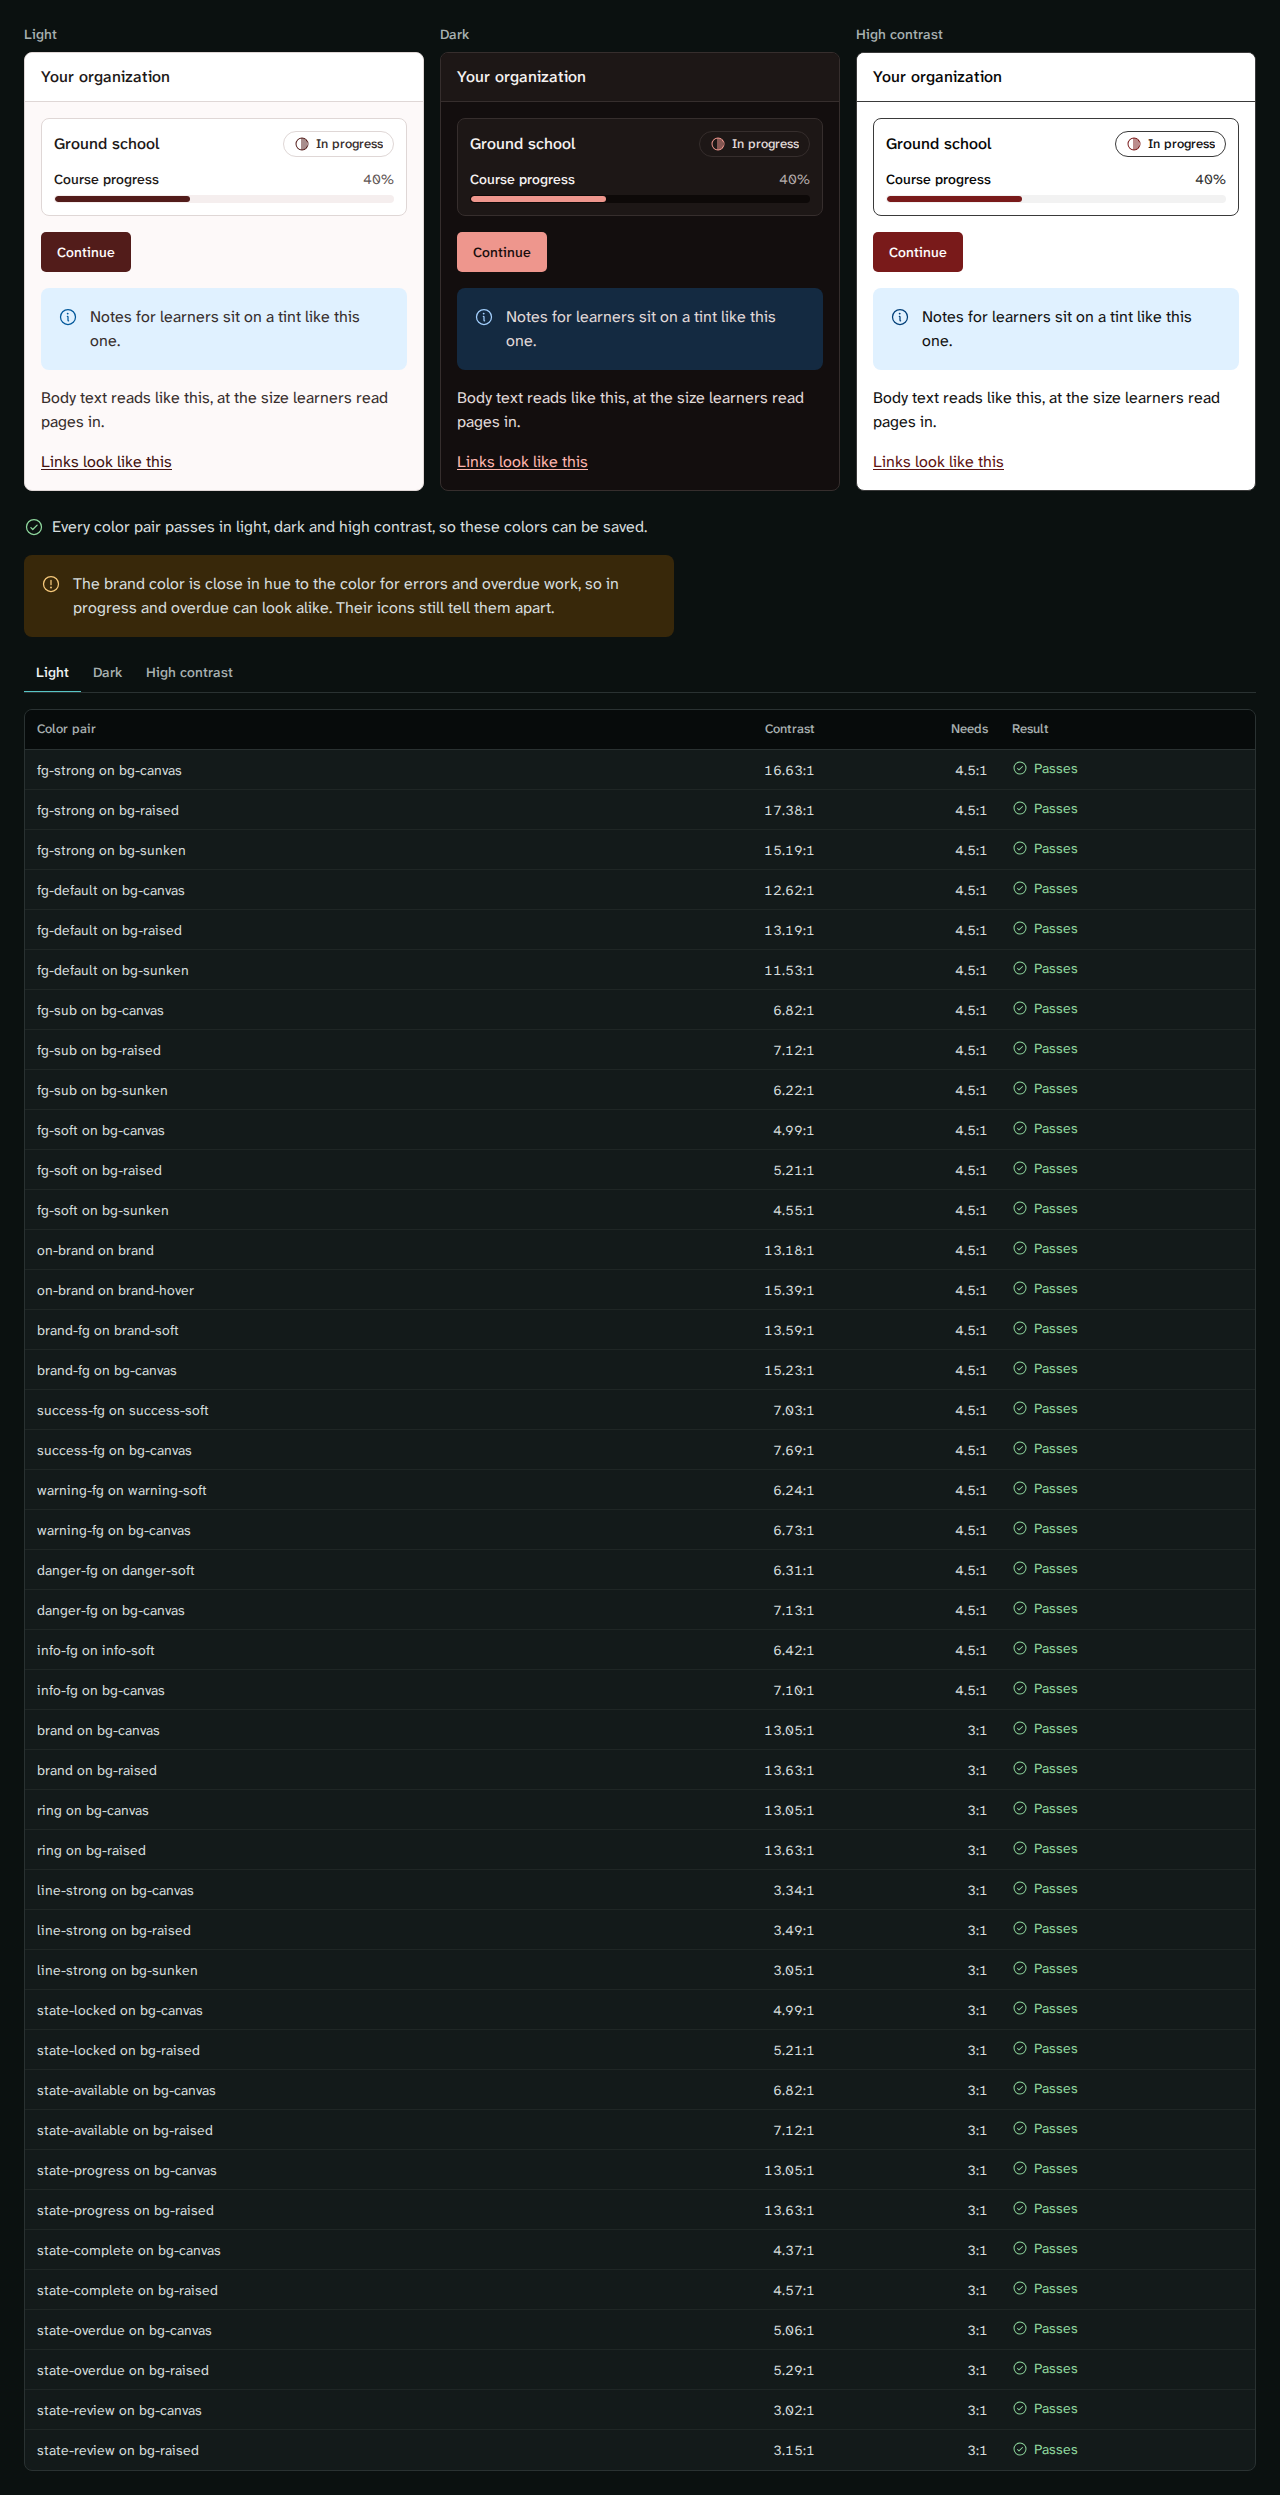 Light
Dark
High contrast
Your organization
Ground school
In progress
Course progress
40%
Continue
Notes for learners sit on a tint like this
one.
Body text reads like this, at the size learners read
pages in.
Links look like this
Your organization
Ground school
In progress
Course progress
40%
Continue
Notes for learners sit on a tint like this
one.
Body text reads like this, at the size learners read
pages in.
Links look like this
Your organization
Ground school
In progress
Course progress
40%
Continue
Notes for learners sit on a tint like this
one.
Body text reads like this, at the size learners read
pages in.
Links look like this
Every color pair passes in light, dark and high contrast, so these colors can be saved.
The brand color is close in hue to the color for errors and overdue work, so in
progress and overdue can look alike. Their icons still tell them apart.
Light Dark High contrast
Color pair Contrast Needs Result
fg-strong on bg-canvas 16.63:1 4.5:1 Passes
fg-strong on bg-raised 17.38:1 4.5:1 Passes
fg-strong on bg-sunken 15.19:1 4.5:1 Passes
fg-default on bg-canvas 12.62:1 4.5:1 Passes
fg-default on bg-raised 13.19:1 4.5:1 Passes
fg-default on bg-sunken 11.53:1 4.5:1 Passes
fg-sub on bg-canvas 6.82:1 4.5:1 Passes
fg-sub on bg-raised 7.12:1 4.5:1 Passes
fg-sub on bg-sunken 6.22:1 4.5:1 Passes
fg-soft on bg-canvas 4.99:1 4.5:1 Passes
fg-soft on bg-raised 5.21:1 4.5:1 Passes
fg-soft on bg-sunken 4.55:1 4.5:1 Passes
on-brand on brand 13.18:1 4.5:1 Passes
on-brand on brand-hover 15.39:1 4.5:1 Passes
brand-fg on brand-soft 13.59:1 4.5:1 Passes
brand-fg on bg-canvas 15.23:1 4.5:1 Passes
success-fg on success-soft 7.03:1 4.5:1 Passes
success-fg on bg-canvas 7.69:1 4.5:1 Passes
warning-fg on warning-soft 6.24:1 4.5:1 Passes
warning-fg on bg-canvas 6.73:1 4.5:1 Passes
danger-fg on danger-soft 6.31:1 4.5:1 Passes
danger-fg on bg-canvas 7.13:1 4.5:1 Passes
info-fg on info-soft 6.42:1 4.5:1 Passes
info-fg on bg-canvas 7.10:1 4.5:1 Passes
brand on bg-canvas 13.05:1 3:1 Passes
brand on bg-raised 13.63:1 3:1 Passes
ring on bg-canvas 13.05:1 3:1 Passes
ring on bg-raised 13.63:1 3:1 Passes
line-strong on bg-canvas 3.34:1 3:1 Passes
line-strong on bg-raised 3.49:1 3:1 Passes
line-strong on bg-sunken 3.05:1 3:1 Passes
state-locked on bg-canvas 4.99:1 3:1 Passes
state-locked on bg-raised 5.21:1 3:1 Passes
state-available on bg-canvas 6.82:1 3:1 Passes
state-available on bg-raised 7.12:1 3:1 Passes
state-progress on bg-canvas 13.05:1 3:1 Passes
state-progress on bg-raised 13.63:1 3:1 Passes
state-complete on bg-canvas 4.37:1 3:1 Passes
state-complete on bg-raised 4.57:1 3:1 Passes
state-overdue on bg-canvas 5.06:1 3:1 Passes
state-overdue on bg-raised 5.29:1 3:1 Passes
state-review on bg-canvas 3.02:1 3:1 Passes
state-review on bg-raised 3.15:1 3:1 Passes